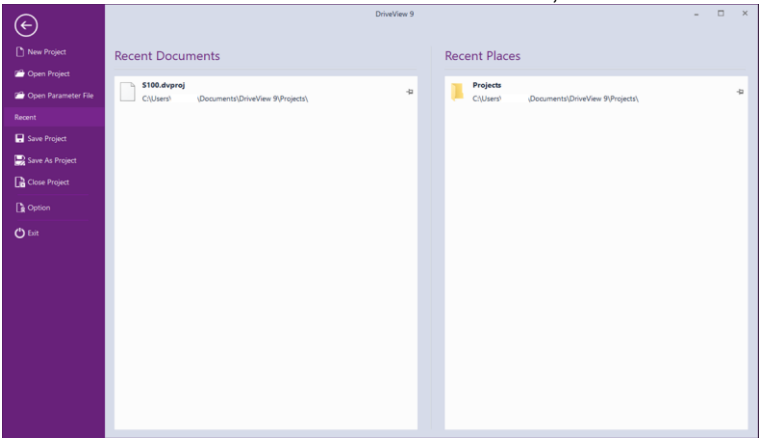 DriveView 9
New Project
Open Project
Open Parameter File
Recent
Save Project
Save As Project
Close Project
Option
Exit
Recent Documents
S100.dvproj
C:\Users\ \Documents\DriveView 9\Projects\
Recent Places
Projects
C:\Users\ \Documents\DriveView 9\Projects\